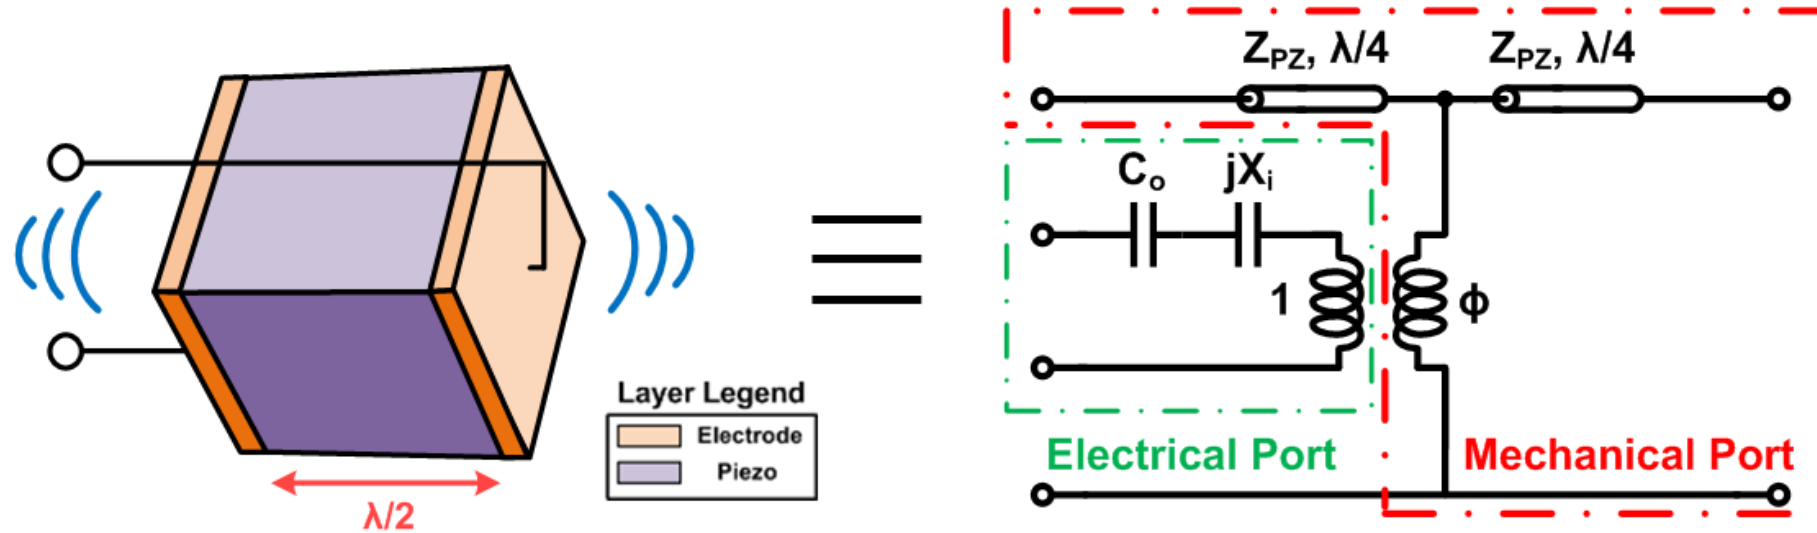 Z_PZ, λ/4 Z_PZ, λ/4
C_o jX_i
1 ϕ
Layer Legend
Electrode
Piezo
Electrical Port Mechanical Port
λ/2